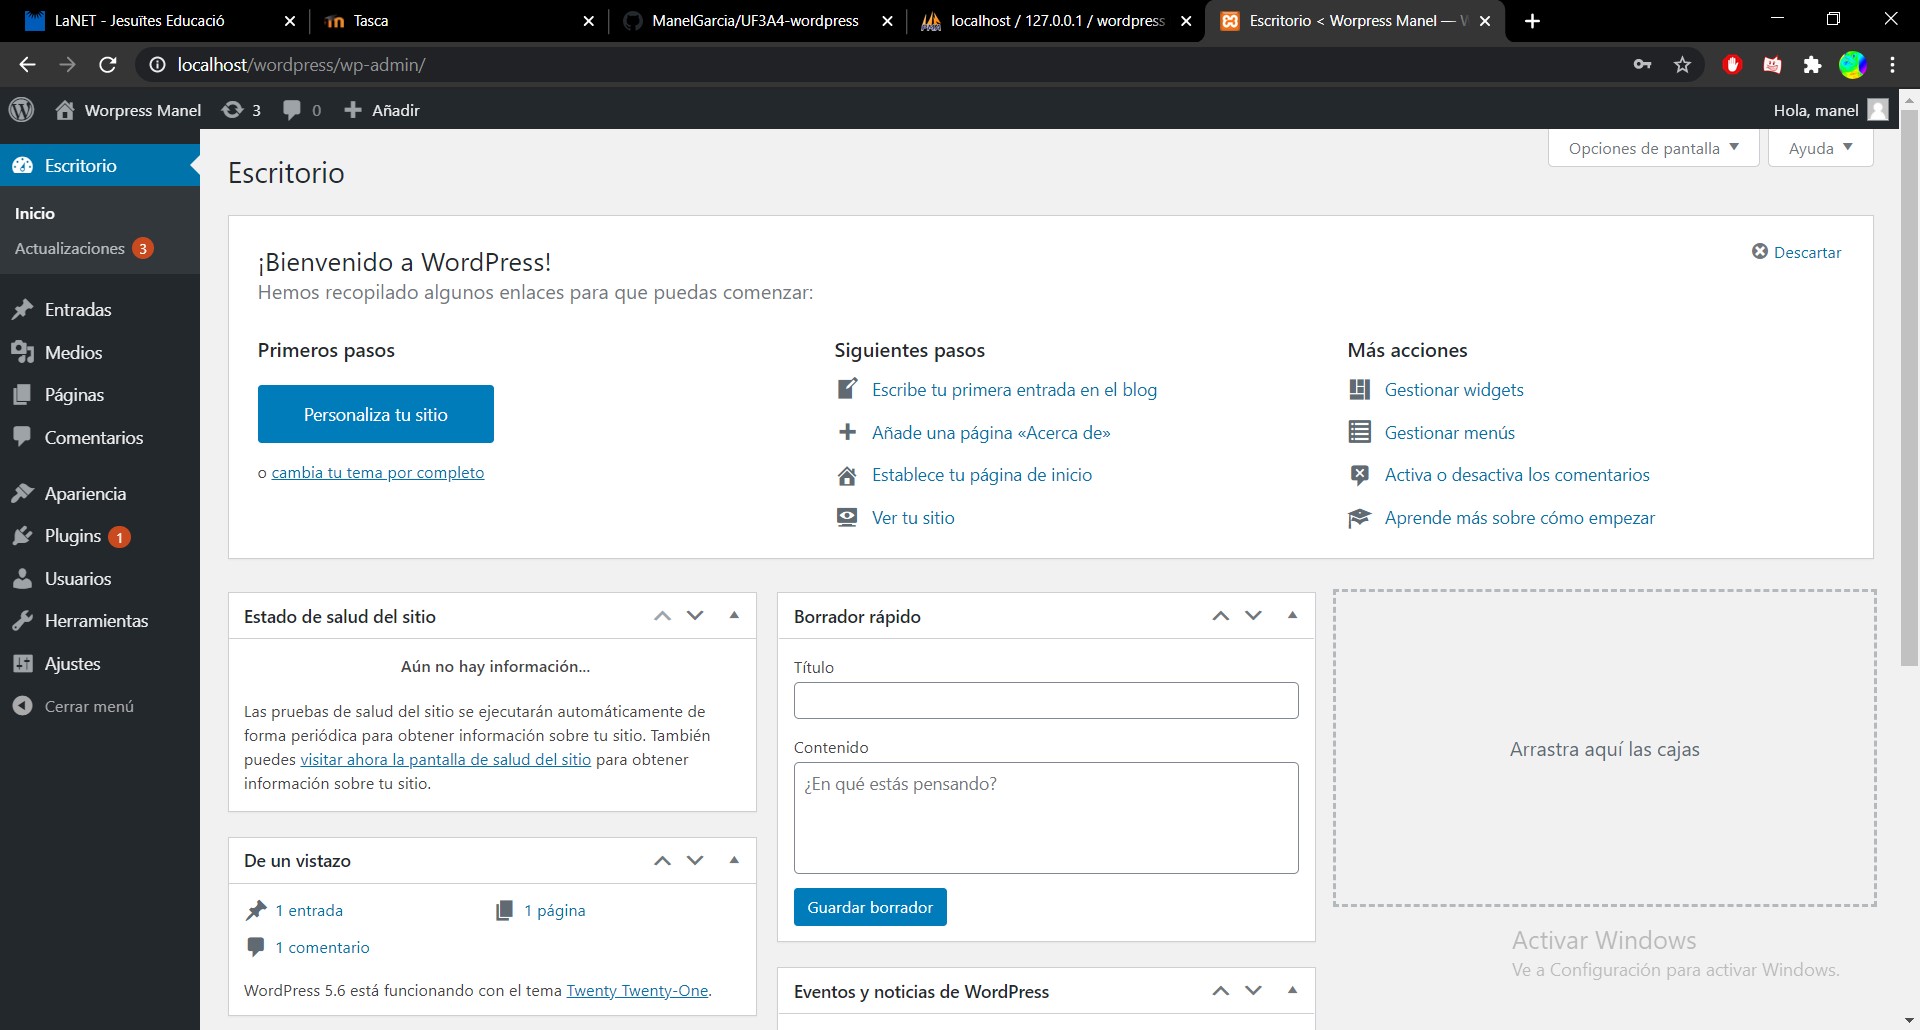 LaNET - Jesuïtes Educació
Tasca
ManelGarcia/UF3A4-wordpress
localhost / 127.0.0.1 / wordpress
Escritorio < Worpress Manel —
localhost/wordpress/wp-admin/
Worpress Manel
3
0
Añadir
Hola, manel
Escritorio
Inicio
Actualizaciones 3
Entradas
Medios
Páginas
Comentarios
Apariencia
Plugins 1
Usuarios
Herramientas
Ajustes
Cerrar menú
Opciones de pantalla
Ayuda
Escritorio
¡Bienvenido a WordPress!
Hemos recopilado algunos enlaces para que puedas comenzar:
Descartar
Primeros pasos
Personaliza tu sitio
o cambia tu tema por completo
Siguientes pasos
Escribe tu primera entrada en el blog
Añade una página «Acerca de»
Establece tu página de inicio
Ver tu sitio
Más acciones
Gestionar widgets
Gestionar menús
Activa o desactiva los comentarios
Aprende más sobre cómo empezar
Estado de salud del sitio
Aún no hay información...
Las pruebas de salud del sitio se ejecutarán automáticamente de
forma periódica para obtener información sobre tu sitio. También
puedes visitar ahora la pantalla de salud del sitio para obtener
información sobre tu sitio.
De un vistazo
1 entrada
1 página
1 comentario
WordPress 5.6 está funcionando con el tema Twenty Twenty-One.
Borrador rápido
Título
Contenido
¿En qué estás pensando?
Guardar borrador
Eventos y noticias de WordPress
Arrastra aquí las cajas
Activar Windows
Ve a Configuración para activar Windows.